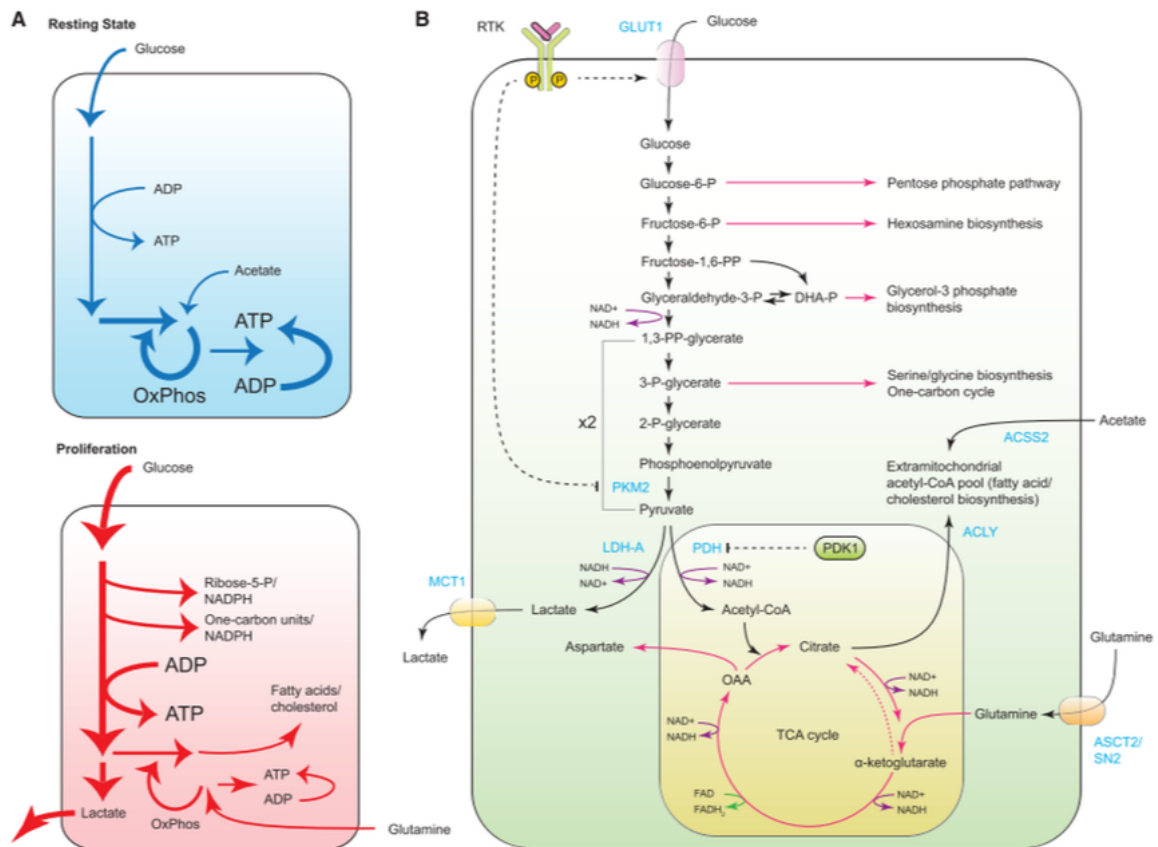 A
Resting State
Glucose
ADP
ATP
Acetate
ATP
OxPhos
ADP
Proliferation
Glucose
Ribose-5-P/
NADPH
One-carbon units/
NADPH
ADP
ATP
Fatty acids/
cholesterol
ATP
ADP
Lactate
OxPhos
Glutamine
B
RTK
P
P
GLUT1
Glucose
Glucose
Glucose-6-P
Pentose phosphate pathway
Fructose-6-P
Hexosamine biosynthesis
Fructose-1,6-PP
Glyceraldehyde-3-P
DHA-P
Glycerol-3 phosphate
biosynthesis
NAD+
NADH
1,3-PP-glycerate
3-P-glycerate
Serine/glycine biosynthesis
One-carbon cycle
x2
2-P-glycerate
Phosphoenolpyruvate
PKM2
Pyruvate
Acetate
ACSS2
Extramitochondrial
acetyl-CoA pool (fatty acid/
cholesterol biosynthesis)
ACLY
LDH-A
PDH
PDK1
NADH
NAD+
NAD+
NADH
MCT1
Lactate
Lactate
Acetyl-CoA
Aspartate
Citrate
OAA
NAD+
NADH
Glutamine
Glutamine
ASCT2/
SN2
NAD+
NADH
TCA cycle
α-ketoglutarate
FAD
FADH2
NAD+
NADH